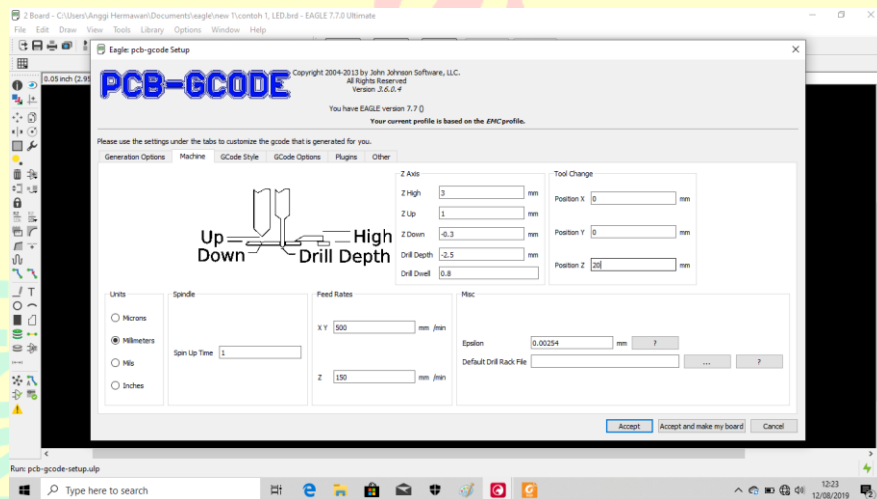 2 Board - C:\Users\Anggi Hermawan\Documents\eagle\new 1\contoh 1, LED.brd - EAGLE 7.7.0 Ultimate
File Edit Draw View Tools Library Options Window Help
0.05 inch (2.95
Eagle: pcb-gcode Setup
PCB-GCODE
Copyright 2004-2013 by John Johnson Software, LLC.
All Rights Reserved
Version 3.6.0.4
You have EAGLE version 7.7 ()
Your current profile is based on the EMC profile.
Please use the settings under the tabs to customize the gcode that is generated for you.
Generation Options Machine GCode Style GCode Options Plugins Other
Up
Down
High
Drill Depth
Z Axis
Z High 3 mm
Z Up 1 mm
Z Down -0.3 mm
Drill Depth -2.5 mm
Drill Dwell 0.8
Tool Change
Position X 0 mm
Position Y 0 mm
Position Z 20 mm
Units
Microns
Milimeters
Mils
Inches
Spindle
Spin Up Time 1
Feed Rates
X Y 500 mm /min
Z 150 mm /min
Misc
Epsilon 0.00254 mm ?
Default Drill Rack File ... ?
Accept Accept and make my board Cancel
Run: pcb-gcode-setup.ulp
Type here to search
12:23
12/08/2019